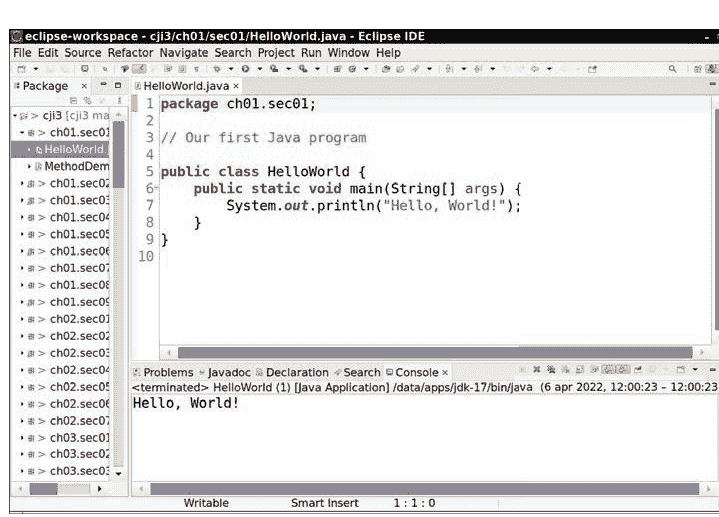 eclipse-workspace - cji3/ch01/sec01/HelloWorld.java - Eclipse IDE
File Edit Source Refactor Navigate Search Project Run Window Help
Package
> cji3 [cji3 ma
> ch01.sec01
HelloWorld.j
MethodDem
> ch01.sec02
> ch01.sec03
> ch01.sec04
> ch01.sec05
> ch01.sec06
> ch01.sec07
> ch01.sec08
> ch01.sec09
> ch02.sec01
> ch02.sec02
> ch02.sec03
> ch02.sec04
> ch02.sec05
> ch02.sec06
> ch02.sec07
> ch03.sec01
> ch03.sec02
> ch03.sec03
HelloWorld.java
1 package ch01.sec01;
2
3 // Our first Java program
4
5 public class HelloWorld {
6 public static void main(String[] args) {
7 System.out.println("Hello, World!");
8 }
9 }
10
Problems Javadoc Declaration Search Console
<terminated> HelloWorld (1) [Java Application] /data/apps/jdk-17/bin/java (6 apr 2022, 12:00:23 – 12:00:23
Hello, World!
Writable Smart Insert 1 : 1 : 0